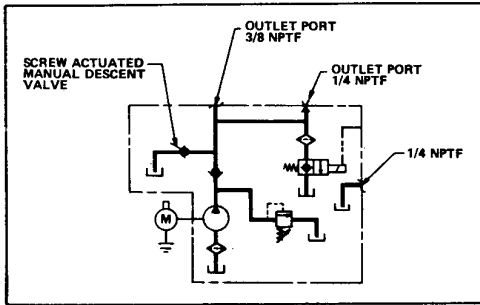 OUTLET PORT
3/8 NPTF
SCREW ACTUATED
MANUAL DESCENT
VALVE
OUTLET PORT
1/4 NPTF
1/4 NPTF
M